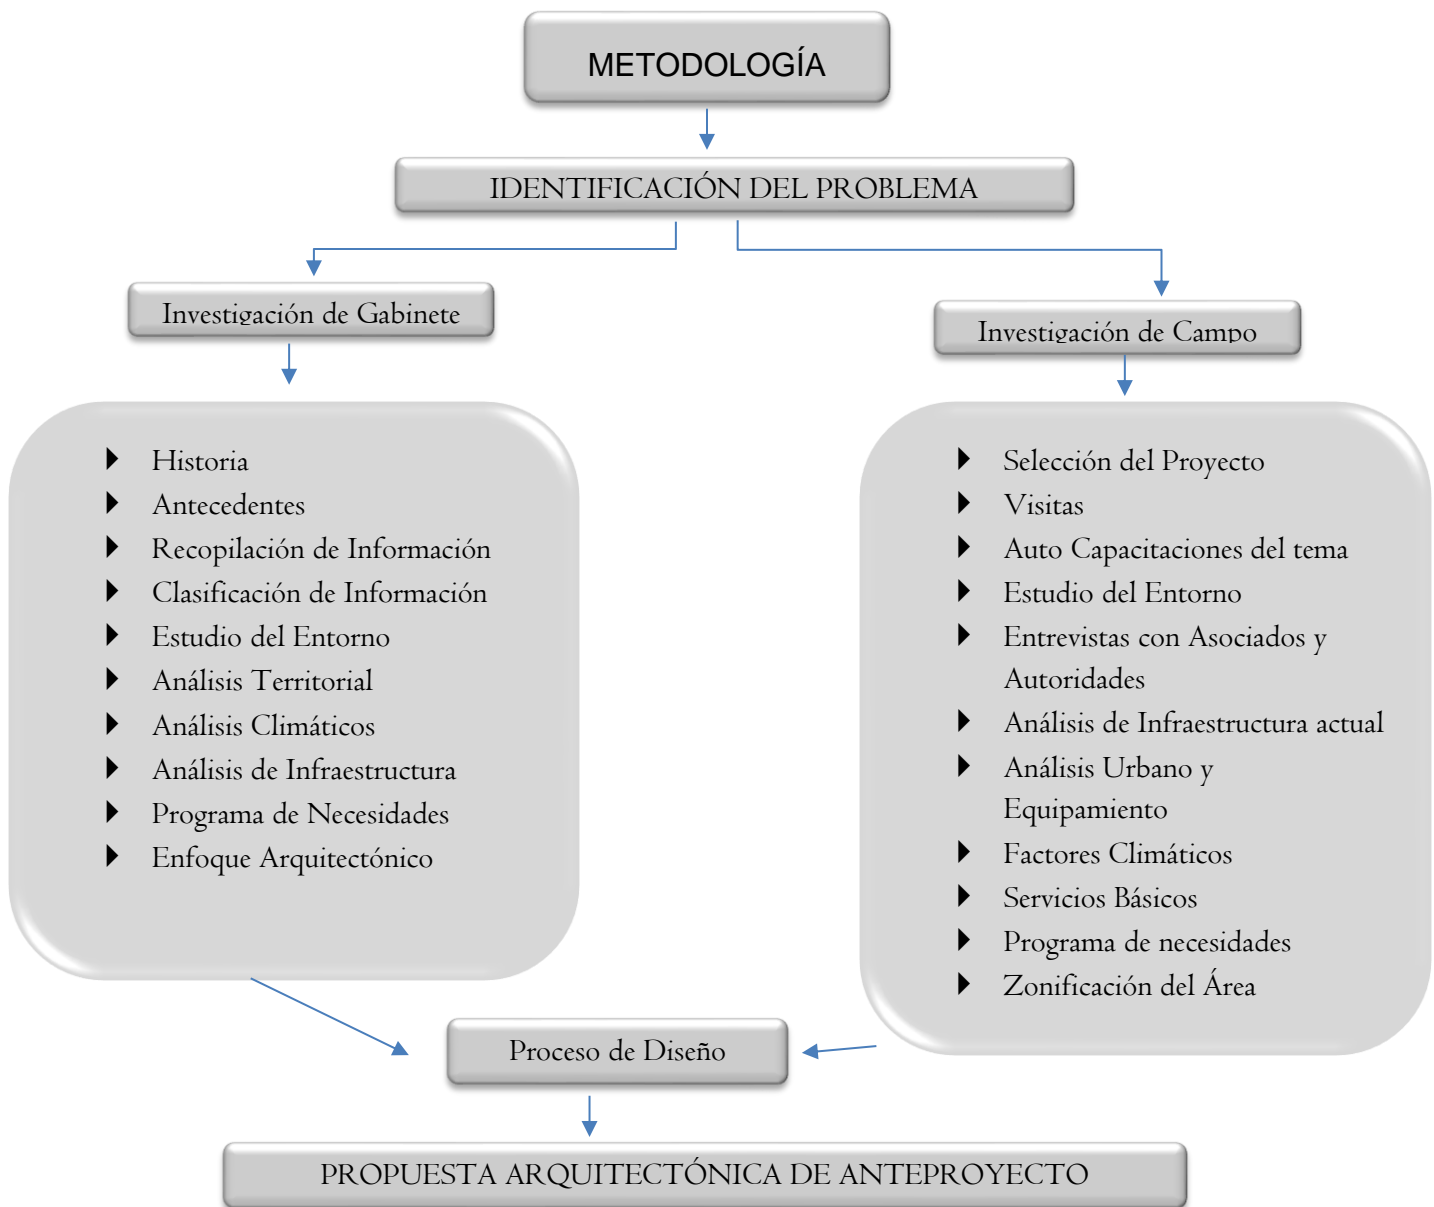 METODOLOGÍA
IDENTIFICACIÓN DEL PROBLEMA
Investigación de Gabinete
Historia
Antecedentes
Recopilación de Información
Clasificación de Información
Estudio del Entorno
Análisis Territorial
Análisis Climáticos
Análisis de Infraestructura
Programa de Necesidades
Enfoque Arquitectónico
Investigación de Campo
Selección del Proyecto
Visitas
Auto Capacitaciones del tema
Estudio del Entorno
Entrevistas con Asociados y
Autoridades
Análisis de Infraestructura actual
Análisis Urbano y
Equipamiento
Factores Climáticos
Servicios Básicos
Programa de necesidades
Zonificación del Área
Proceso de Diseño
PROPUESTA ARQUITECTÓNICA DE ANTEPROYECTO